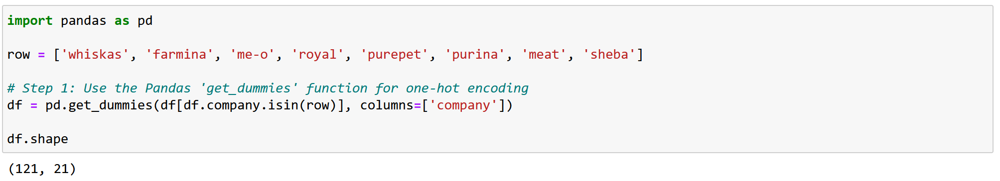 import pandas as pd
row = ['whiskas', 'farmina', 'me-o', 'royal', 'purepet', 'purina', 'meat', 'sheba']
# Step 1: Use the Pandas 'get_dummies' function for one-hot encoding
df = pd.get_dummies(df[df.company.isin(row)], columns=['company'])
df.shape
(121, 21)